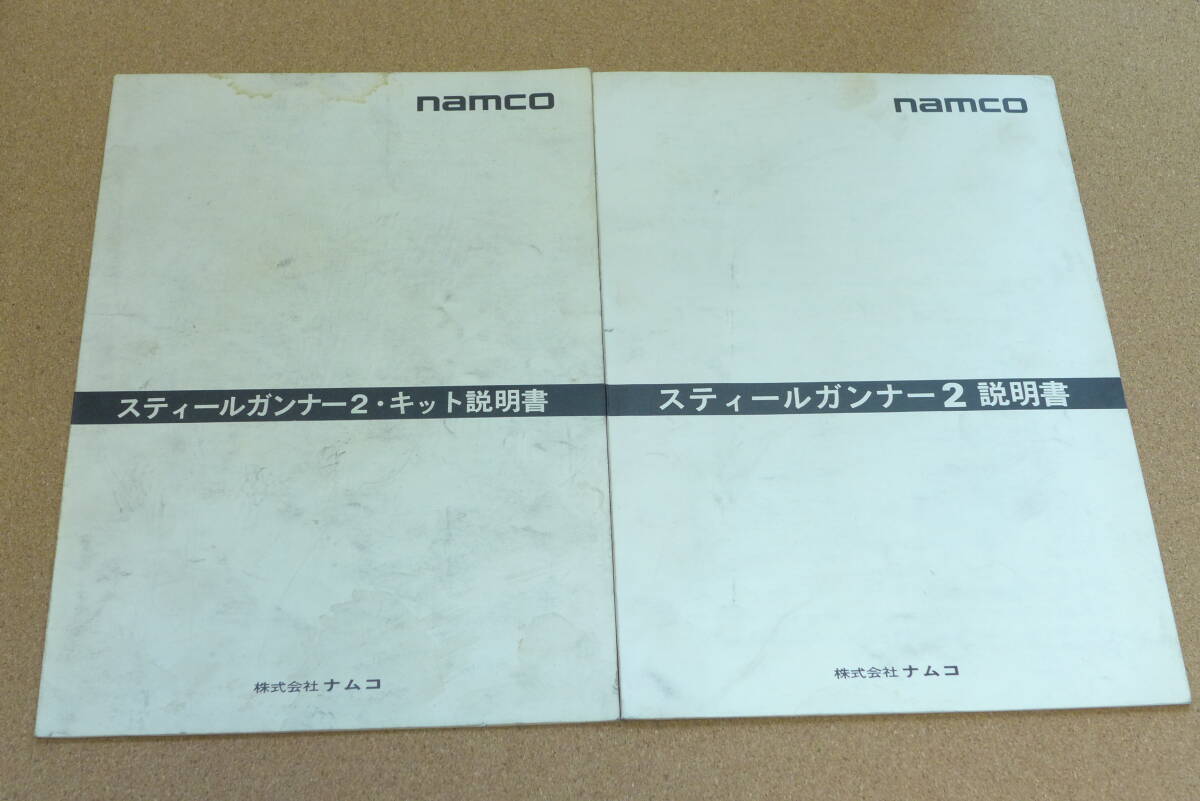 namco
スティールガンナー2・キット説明書
株式会社 ナムコ
namco
スティールガンナー2 説明書
株式会社 ナムコ